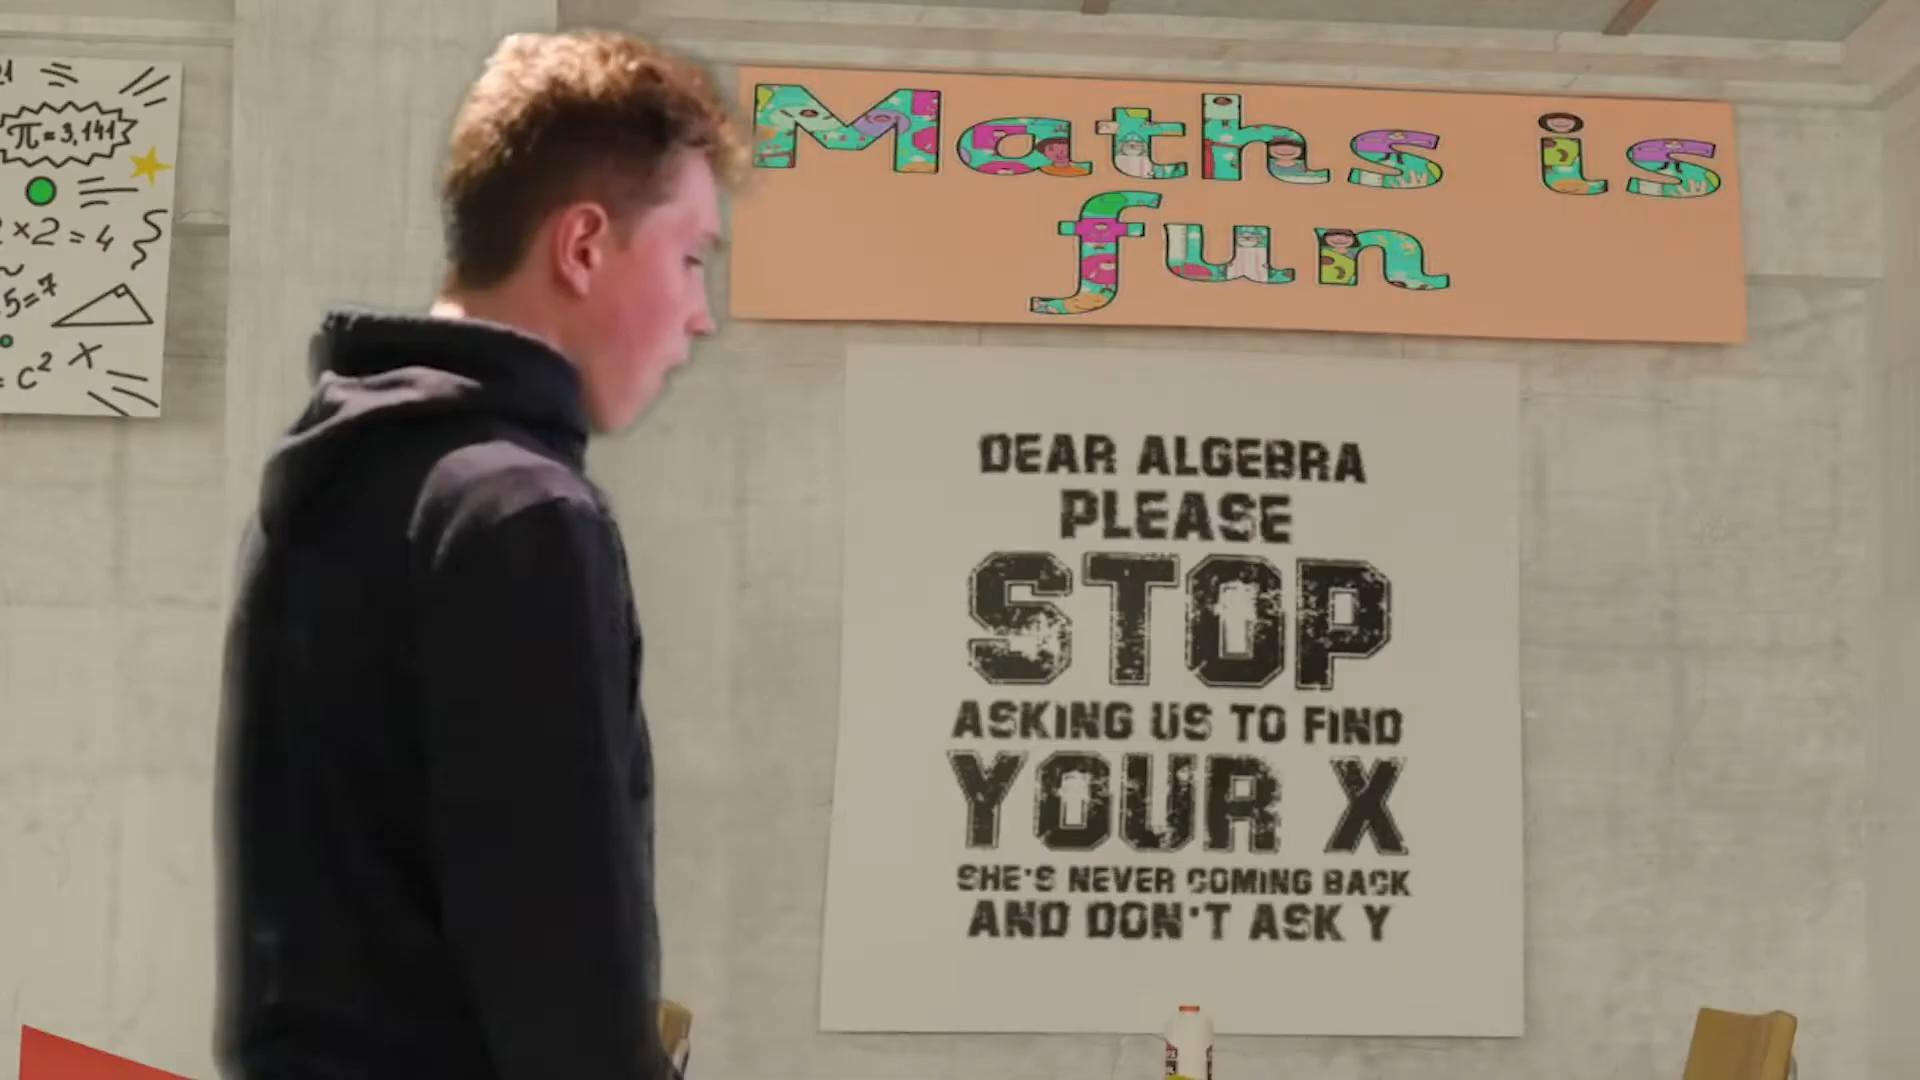 π = 3,141
×2 = 4
5=7
x
c²
Maths is
fun
DEAR ALGEBRA
PLEASE
STOP
ASKING US TO FIND
YOUR X
SHE'S NEVER COMING BACK
AND DON'T ASK Y